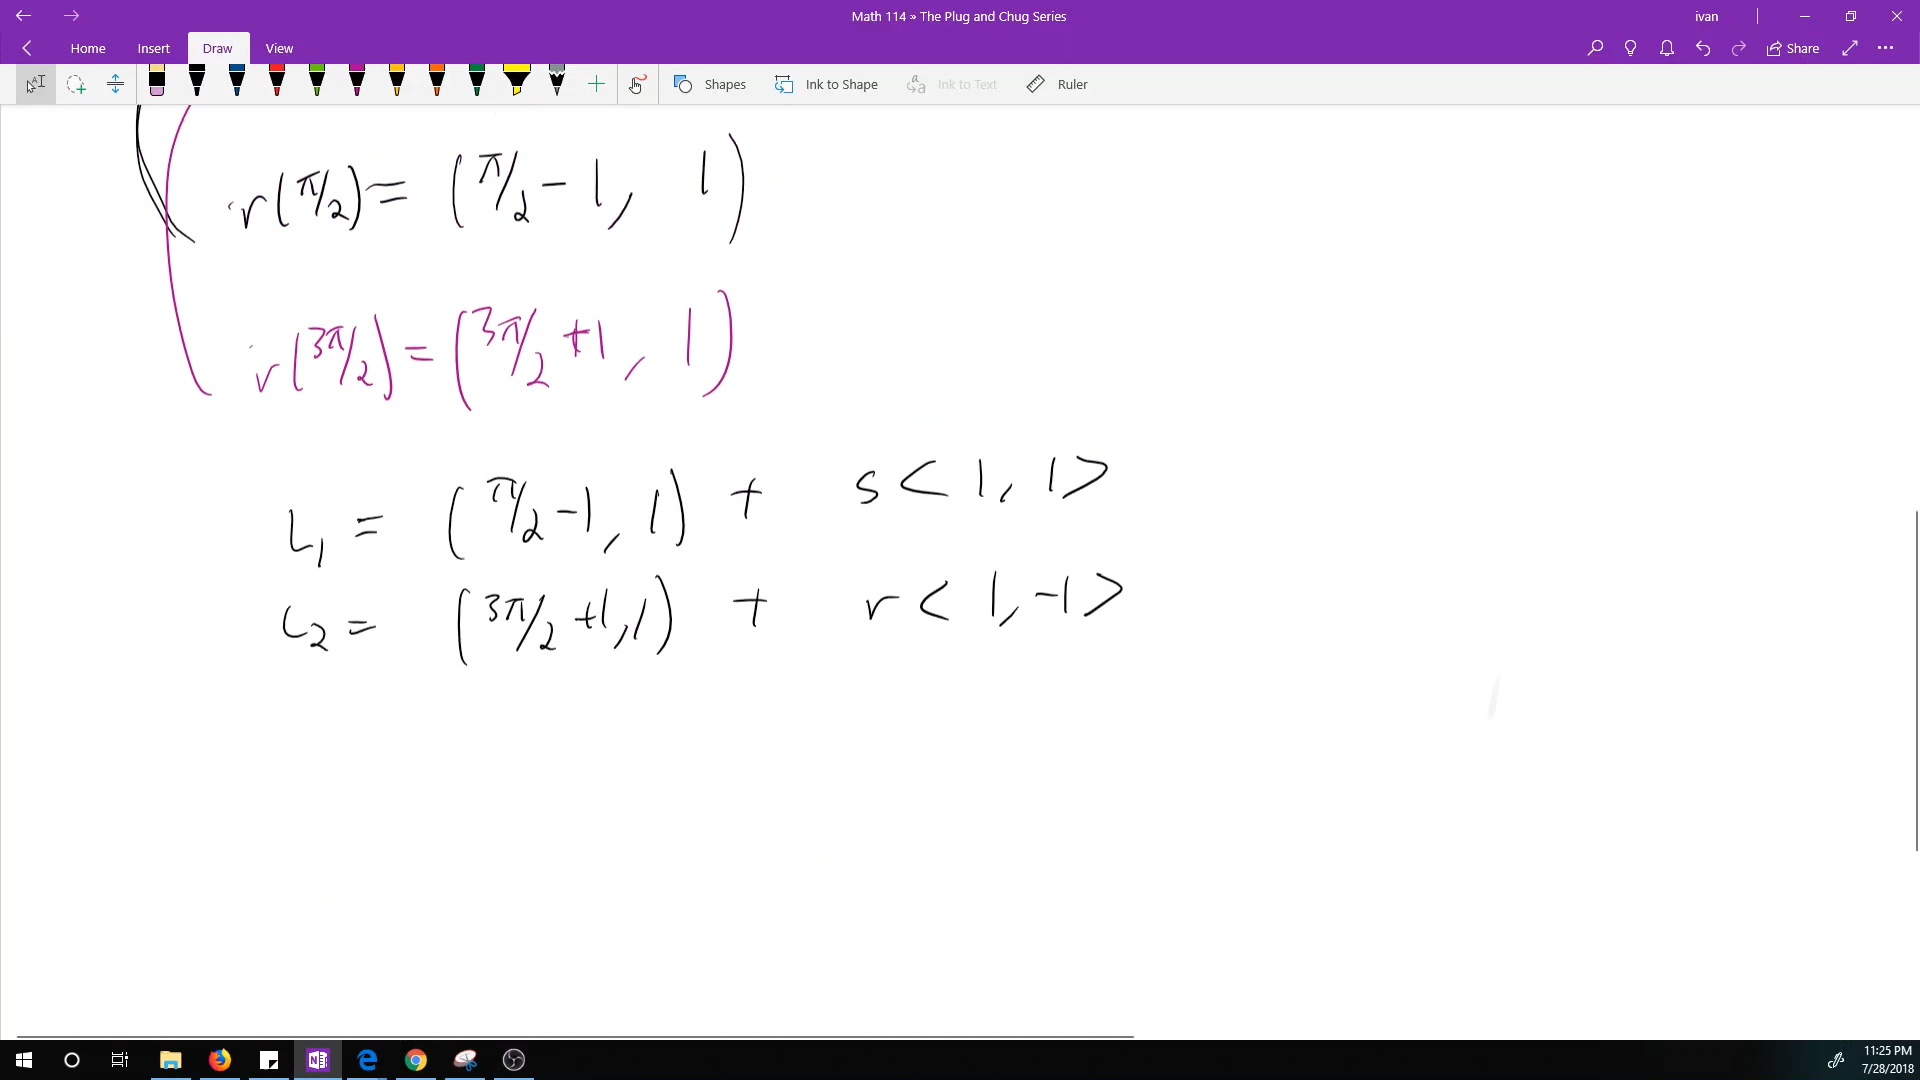 Math 114 » The Plug and Chug Series
ivan
Home Insert Draw View
Share
Shapes Ink to Shape Ink to Text Ruler
r(π/2) = (π/2 - 1, 1)
r(3π/2) = (3π/2 + 1, 1)
L₁ = (π/2 - 1, 1) + s < 1, 1 >
L₂ = (3π/2 + 1, 1) + r < 1, -1 >
11:25 PM
7/28/2018